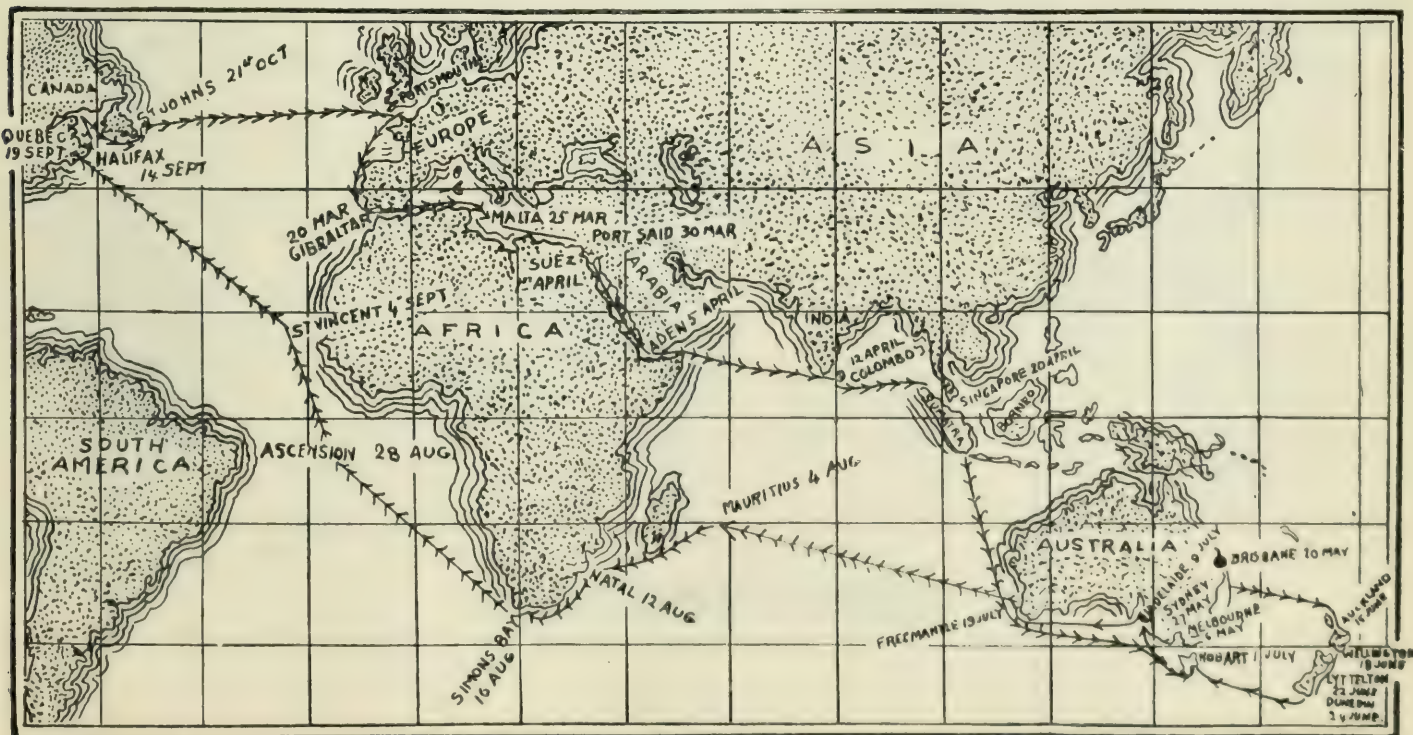 CANADA
ST JOHNS 21ST OCT
QUEBEC
19 SEPT
HALIFAX
14 SEPT
PORTSMOUTH
EUROPE
ASIA
20 MAR
GIBRALTAR
MALTA 25 MAR
PORT SAID 30 MAR
SUEZ
1ST APRIL
ARABIA
ADEN 5 APRIL
ST VINCENT 4 SEPT
AFRICA
INDIA
12 APRIL
COLOMBO
SINGAPORE 20 APRIL
BORNEO
SUMATRA
SOUTH
AMERICA
ASCENSION 28 AUG
MAURITIUS 4 AUG
NATAL 12 AUG
SIMONS BAY
16 AUG
AUSTRALIA
FREEMANTLE 19 JULY
ADELAIDE 9 JULY
BRISBANE 20 MAY
SYDNEY
27 MAY
MELBOURNE
6 MAY
HOBART 1 JULY
AUCKLAND
JUNE
WELLINGTON
18 JUNE
LYTTELTON
22 JUNE
DUNEDIN
JUNE